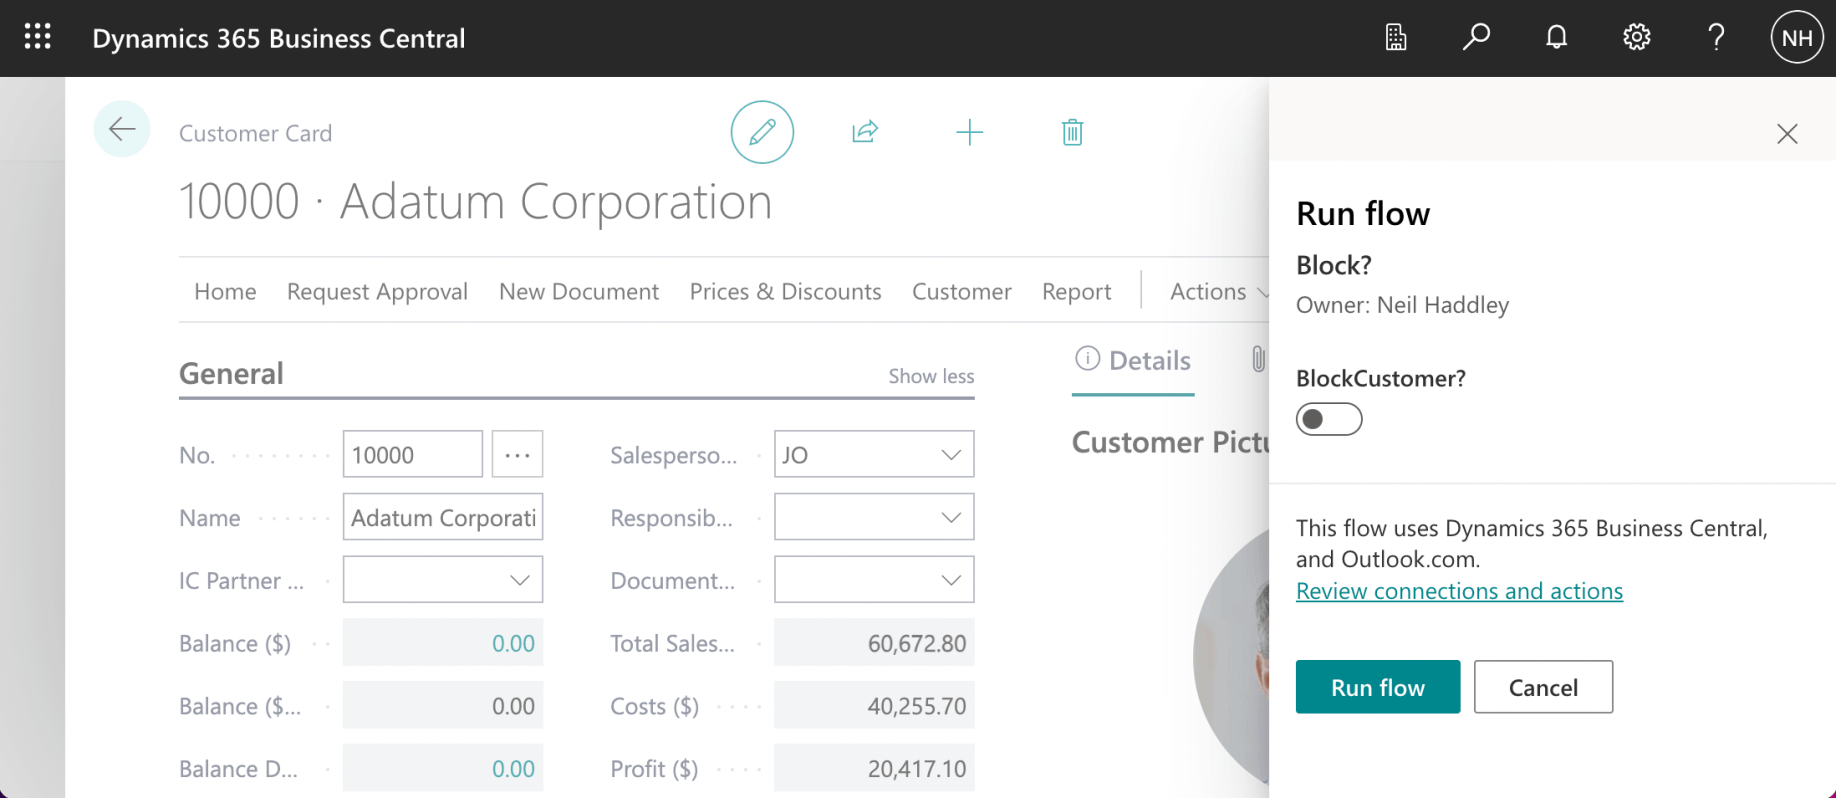 Dynamics 365 Business Central
NH
Customer Card
10000 · Adatum Corporation
Home Request Approval New Document Prices & Discounts Customer Report Actions
General Show less
No. 10000 ...
Name Adatum Corporati
IC Partner ...
Balance ($) 0.00
Balance ($... 0.00
Balance D... 0.00
Salesperso... JO
Responsib...
Document...
Total Sales... 60,672.80
Costs ($) 40,255.70
Profit ($) 20,417.10
Details
Customer Pictu
Run flow
Block?
Owner: Neil Haddley
BlockCustomer?
This flow uses Dynamics 365 Business Central,
and Outlook.com.
Review connections and actions
Run flow Cancel